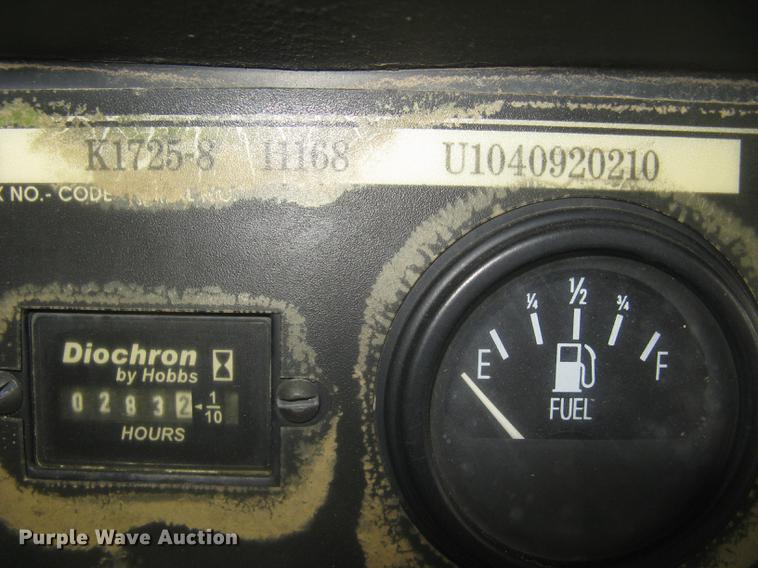 K1725-8 11168 U1040920210
X NO.- CODE
Diochron
by Hobbs
0 2 8 3 2 1/10
HOURS
1/4 1/2 3/4
E F
FUEL
Purple Wave Auction